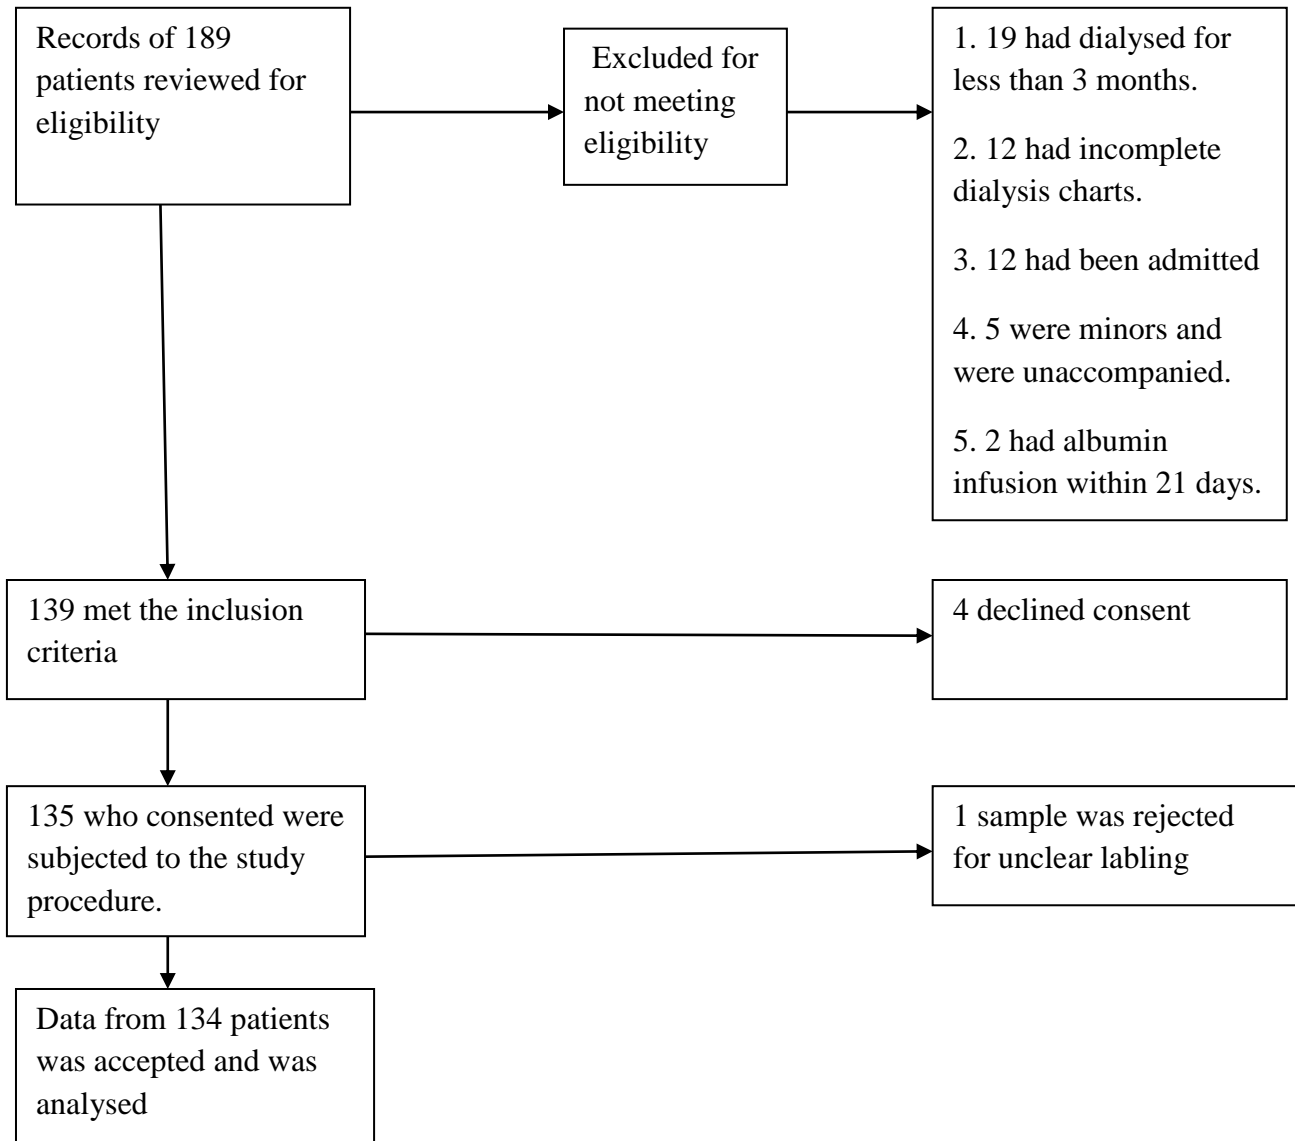 Records of 189
patients reviewed for
eligibility
Excluded for
not meeting
eligibility
1. 19 had dialysed for
less than 3 months.
2. 12 had incomplete
dialysis charts.
3. 12 had been admitted
4. 5 were minors and
were unaccompanied.
5. 2 had albumin
infusion within 21 days.
139 met the inclusion
criteria
4 declined consent
135 who consented were
subjected to the study
procedure.
1 sample was rejected
for unclear labling
Data from 134 patients
was accepted and was
analysed